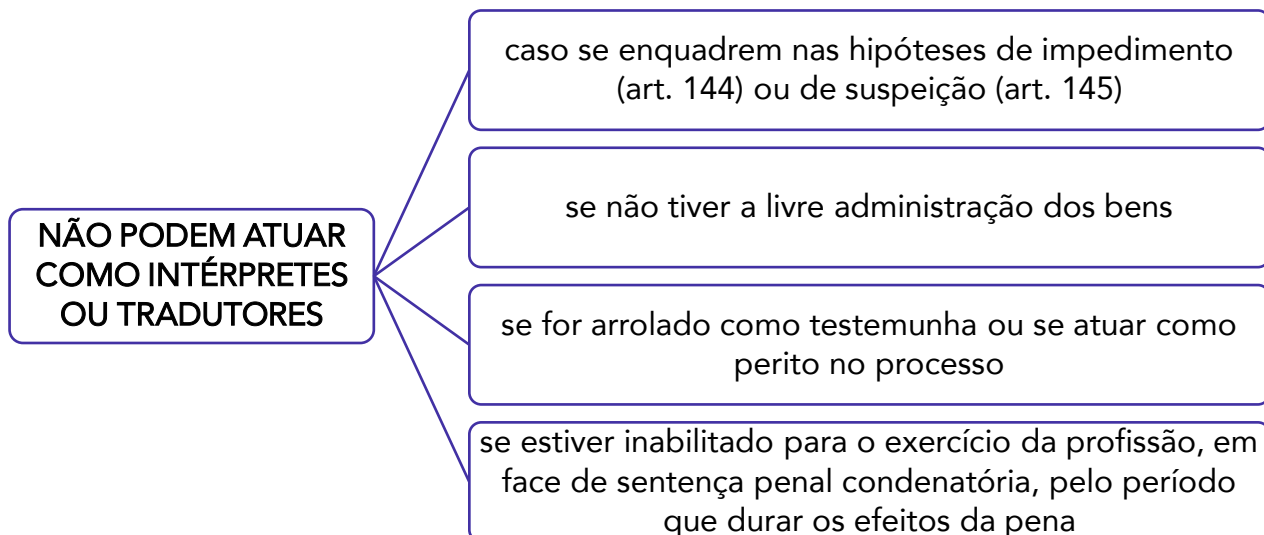 caso se enquadrem nas hipóteses de impedimento
(art. 144) ou de suspeição (art. 145)
se não tiver a livre administração dos bens
NÃO PODEM ATUAR
COMO INTÉRPRETES
OU TRADUTORES
se for arrolado como testemunha ou se atuar como
perito no processo
se estiver inabilitado para o exercício da profissão, em
face de sentença penal condenatória, pelo período
que durar os efeitos da pena